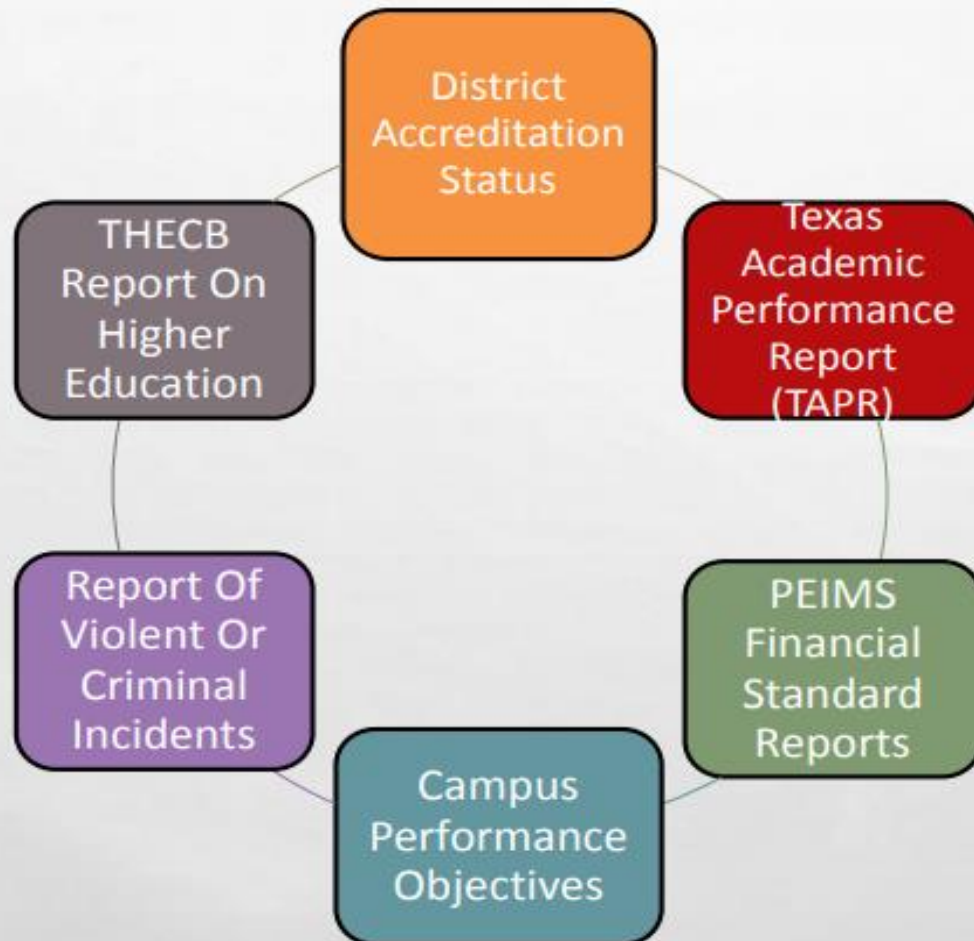 District
Accreditation
Status
Texas
Academic
Performance
Report
(TAPR)
PEIMS
Financial
Standard
Reports
Campus
Performance
Objectives
Report Of
Violent Or
Criminal
Incidents
THECB
Report On
Higher
Education